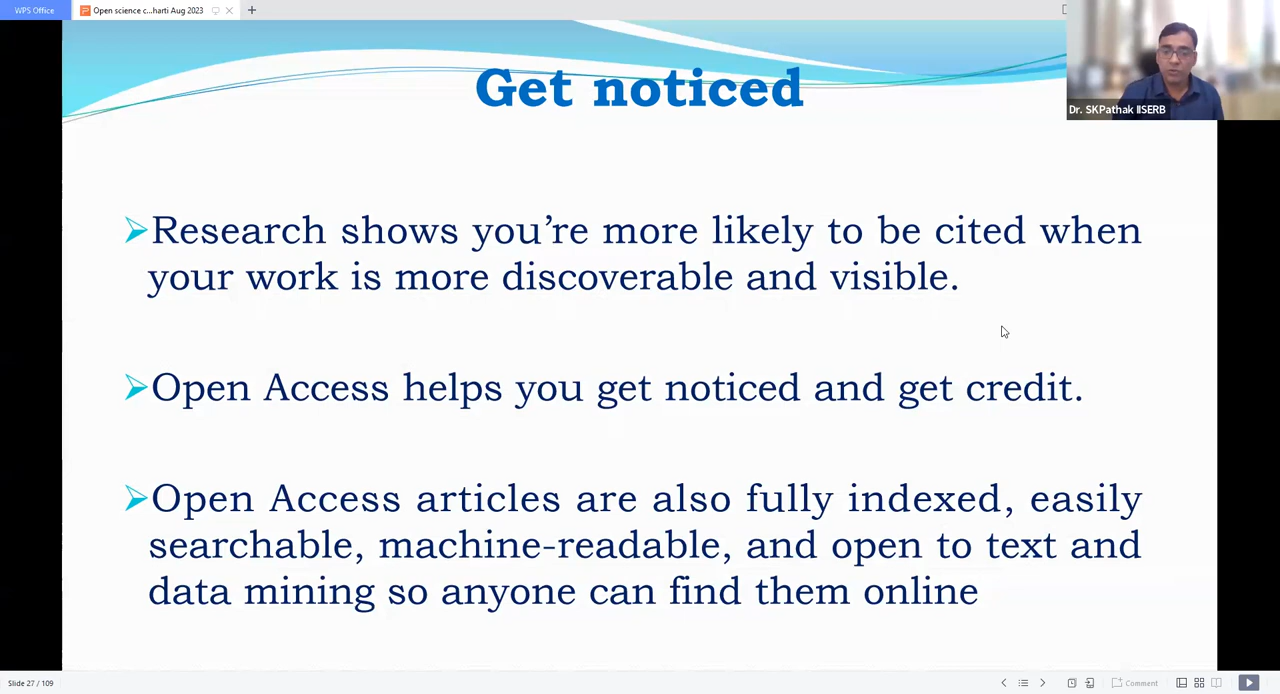 WPS Office
Open science c...harti Aug 2023
Get noticed
Dr. SKPathak IISERB
Research shows you’re more likely to be cited when
your work is more discoverable and visible.
Open Access helps you get noticed and get credit.
Open Access articles are also fully indexed, easily
searchable, machine-readable, and open to text and
data mining so anyone can find them online
Slide 27 / 109
Comment